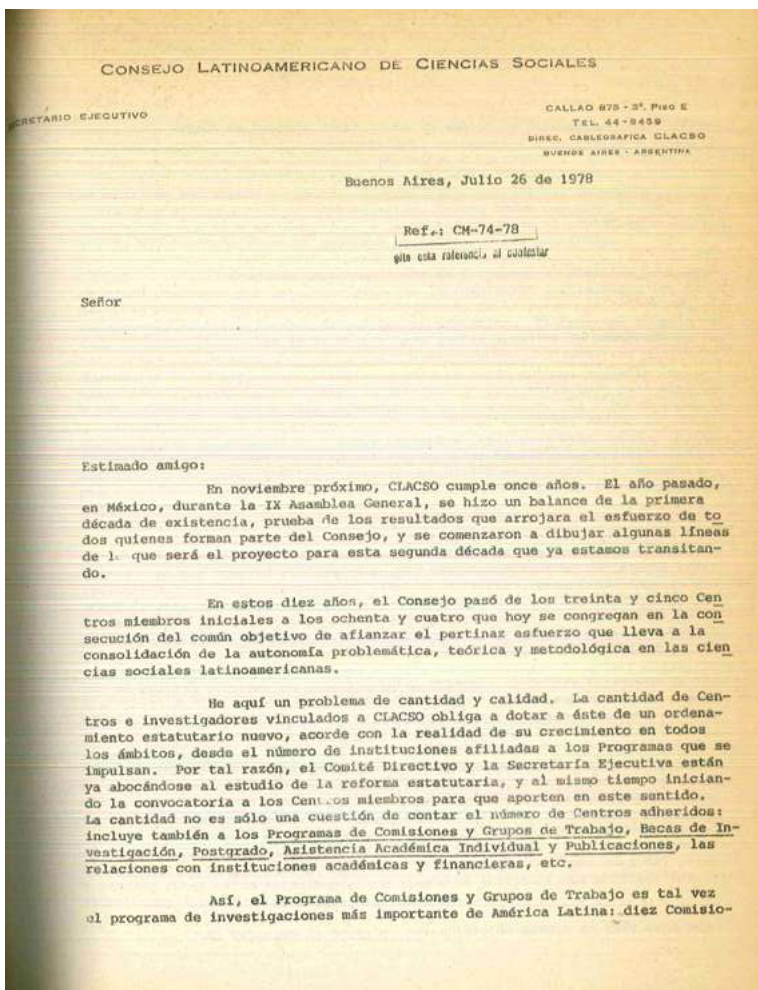 CONSEJO LATINOAMERICANO DE CIENCIAS SOCIALES
CRETARIO EJECUTIVO
CALLAO 875 - 3º. PISO E
TEL. 44-8459
DIREC. CABLEGRAFICA CLACSO
BUENOS AIRES - ARGENTINA
Buenos Aires, Julio 26 de 1978
Ref.: CM-74-78
cite esta referencia al contestar
Señor
Estimado amigo:
En noviembre próximo, CLACSO cumple once años. El año pasado,
en México, durante la IX Asamblea General, se hizo un balance de la primera
década de existencia, prueba de los resultados que arrojara el esfuerzo de to
dos quienes forman parte del Consejo, y se comenzaron a dibujar algunas líneas
de l que será el proyecto para esta segunda década que ya estamos transitan-
do.
En estos diez años, el Consejo pasó de los treinta y cinco Cen
tros miembros iniciales a los ochenta y cuatro que hoy se congregan en la con
secución del común objetivo de afianzar el pertinaz esfuerzo que lleva a la
consolidación de la autonomía problemática, teórica y metodológica en las cien
cias sociales latinoamericanas.
He aquí un problema de cantidad y calidad. La cantidad de Cen-
tros e investigadores vinculados a CLACSO obliga a dotar a éste de un ordena-
miento estatutario nuevo, acorde con la realidad de su crecimiento en todos
los ámbitos, desde el número de instituciones afiliadas a los Programas que se
impulsan. Por tal razón, el Comité Directivo y la Secretaría Ejecutiva están
ya abocándose al estudio de la reforma estatutaria, y al mismo tiempo inician-
do la convocatoria a los Centros miembros para que aporten en este sentido.
La cantidad no es sólo una cuestión de contar el número de Centros adheridos:
incluye también a los Programas de Comisiones y Grupos de Trabajo, Becas de In-
vestigación, Postgrado, Asistencia Académica Individual y Publicaciones, las
relaciones con instituciones académicas y financieras, etc.
Así, el Programa de Comisiones y Grupos de Trabajo es tal vez
el programa de investigaciones más importante de América Latina: diez Comisio-